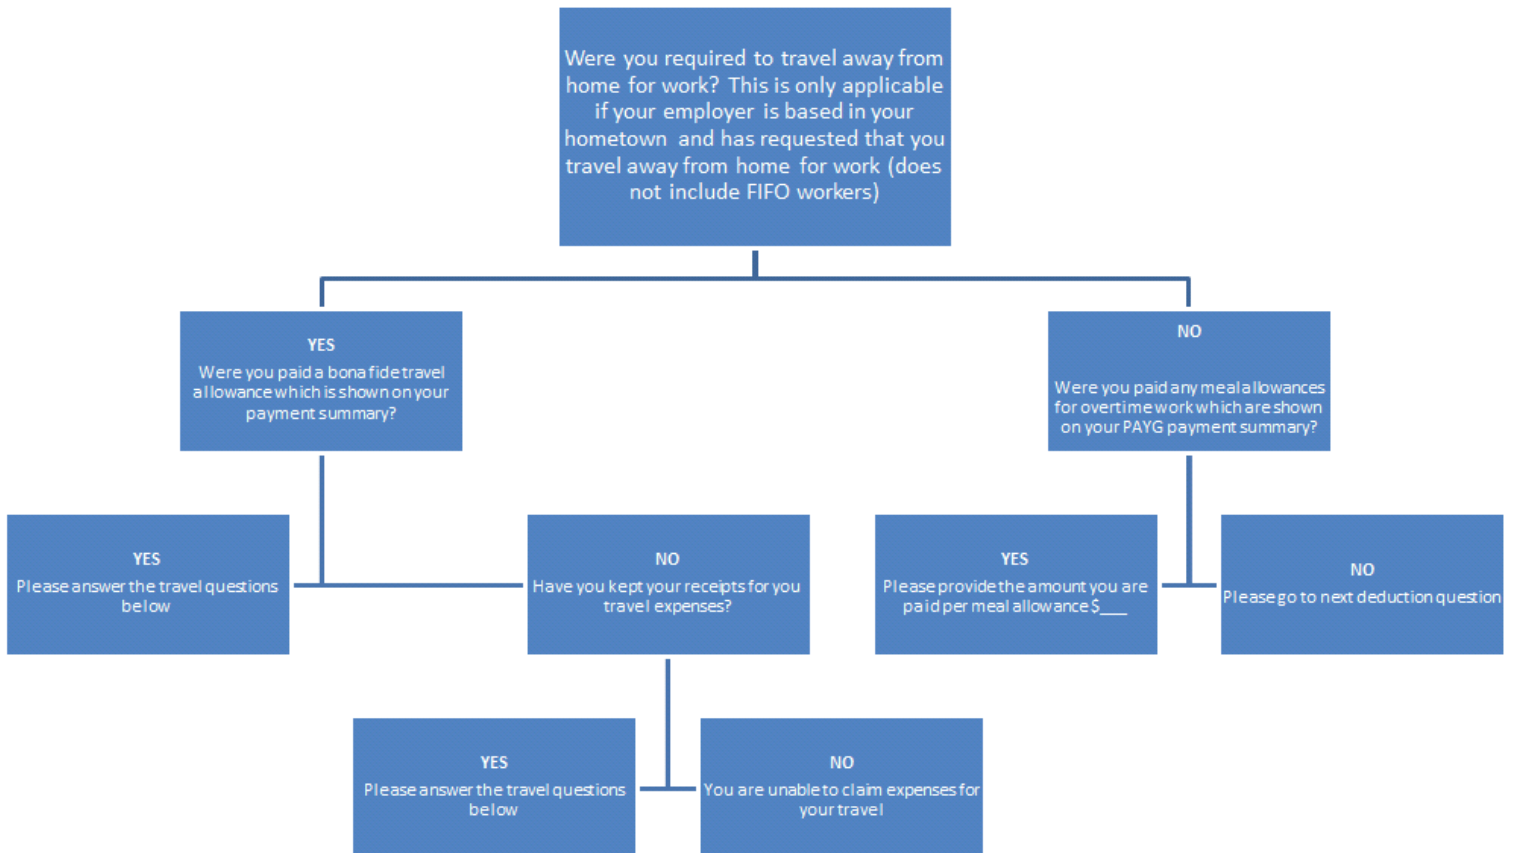 Were you required to travel away from
home for work? This is only applicable
if your employer is based in your
hometown and has requested that you
travel away from home for work (does
not include FIFO workers)
YES
Were you paid a bona fide travel
allowance which is shown on your
payment summary?
NO
Were you paid any meal allowances
for overtime work which are shown
on your PAYG payment summary?
YES
Please answer the travel questions
below
NO
Have you kept your receipts for you
travel expenses?
YES
Please provide the amount you are
paid per meal allowance $___
NO
Please go to next deduction question
YES
Please answer the travel questions
below
NO
You are unable to claim expenses for
your travel